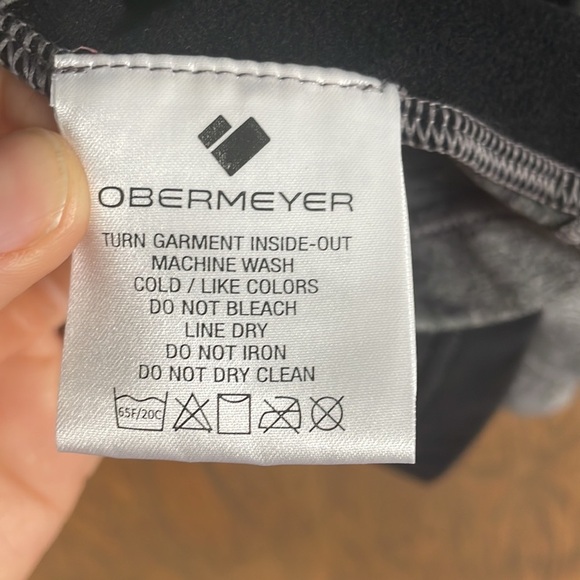 OBERMEYER
TURN GARMENT INSIDE-OUT
MACHINE WASH
COLD / LIKE COLORS
DO NOT BLEACH
LINE DRY
DO NOT IRON
DO NOT DRY CLEAN
65F/20C